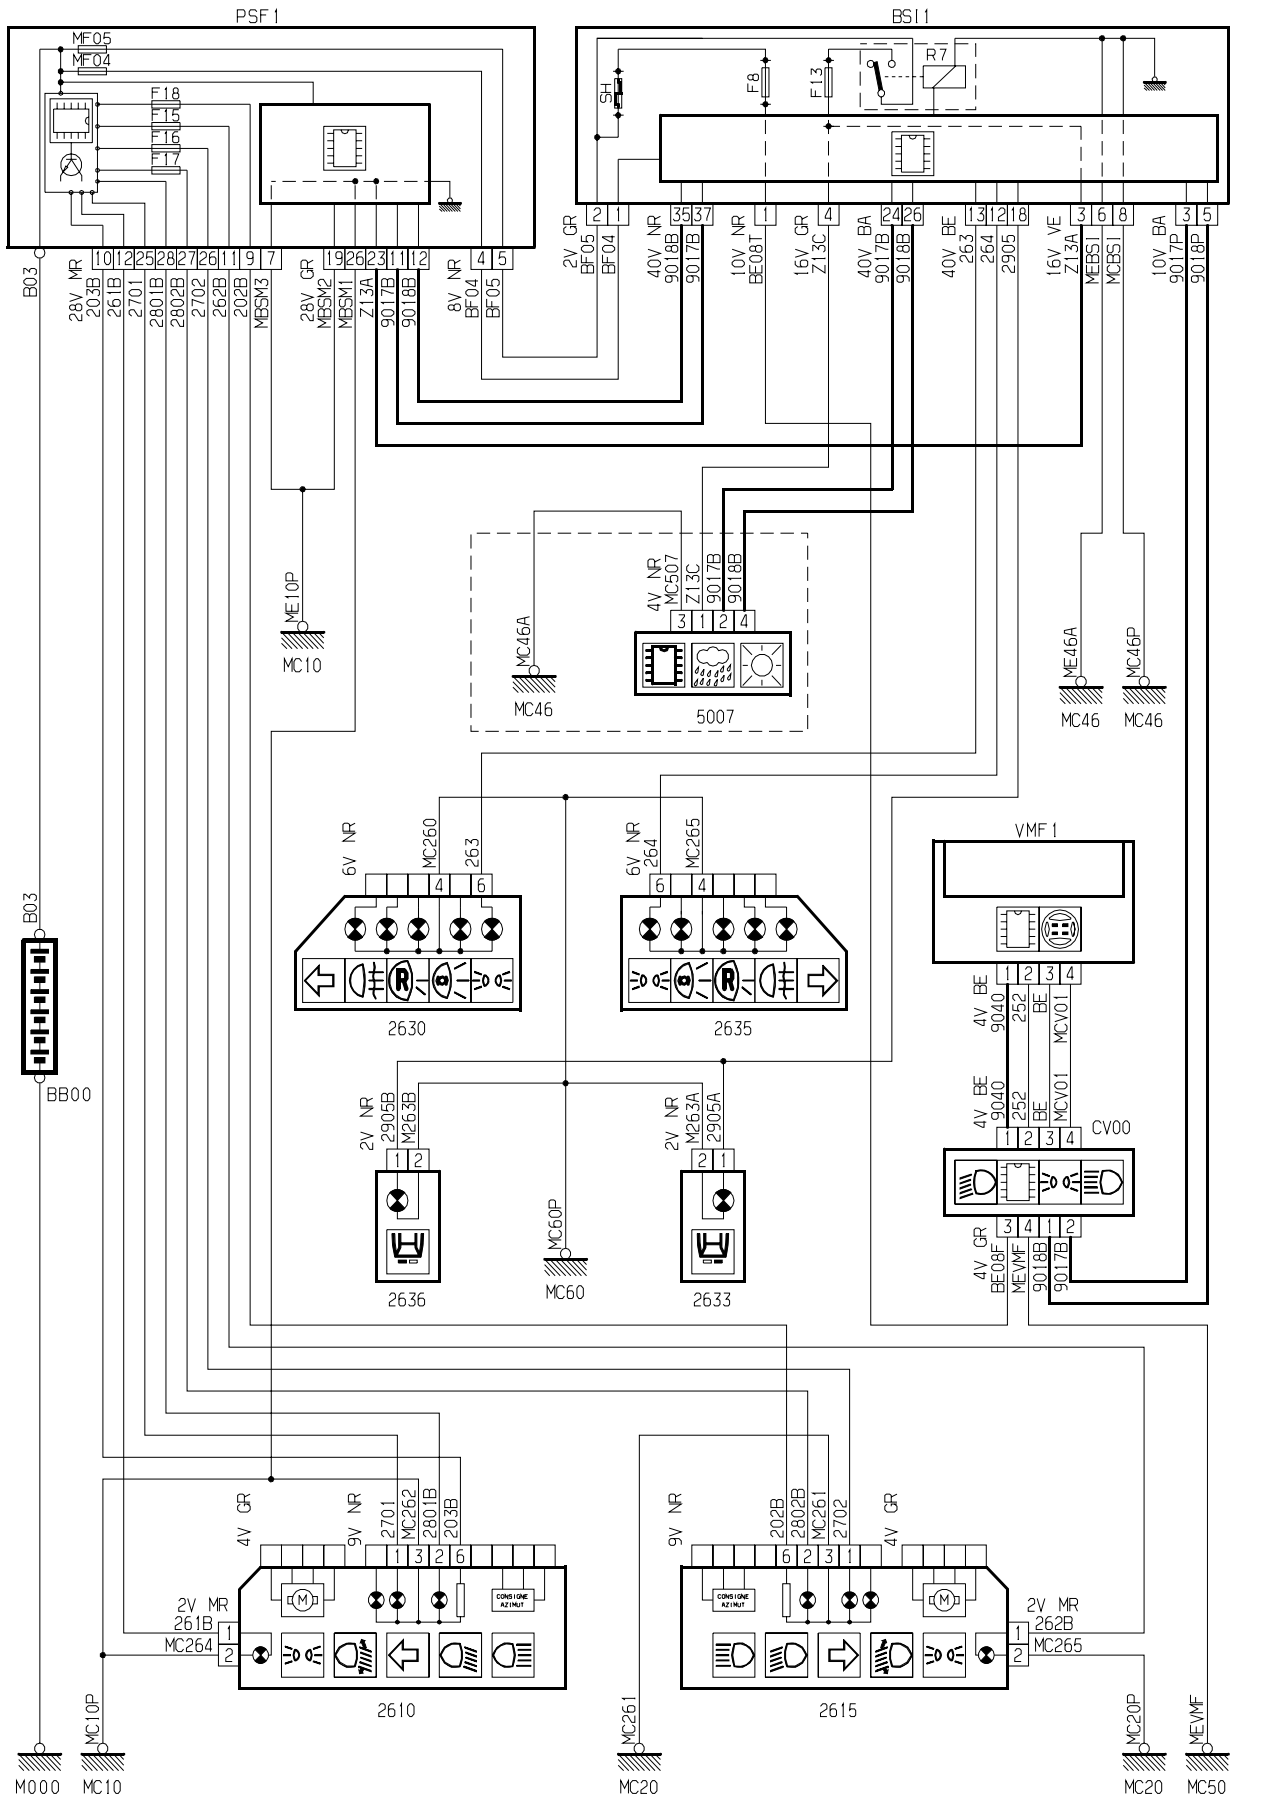 PSF1
BSI1
MF05
MF04
F18
F15
F16
F17
SH
F8
F13
R7
B03
28V MR
10 12 25 28 27 26 11 9 7
203B
261B
2701
2801B
2802B
2702
262B
202B
MBSM3
28V GR
19 26 23 11 12
MBSM2
MBSM1
Z13A
9017B
9018B
8V NR
4 5
BF04
BF05
2V GR
2 1
BF05
BF04
40V NR
35 37
9018B
9017B
10V NR
1
BE08T
16V GR
4
Z13C
40V BA
24 26
9017B
9018B
40V BE
13 12 18
263
264
2905
16V VE
3 6 8
Z13A
MEBSI
MCBSI
10V BA
3 5
9017P
9018P
ME10P
MC10
MC46A
MC46
4V NR
MC507
Z13C
9017B
9018B
3 1 2 4
5007
ME46A
MC46
MC46P
MC46
6V NR
MC260
263
4 6
R
2630
6V NR
264
MC265
6 4
R
2635
VMF1
1 2 3 4
4V BE
9040
252
BE
MCV01
4V BE
9040
252
BE
MCV01
1 2 3 4
CV00
3 4 1 2
4V GR
BE08F
MEVMF
9018B
9017B
B03
BB00
2V NR
2905B
M263B
1 2
2636
MC60P
MC60
2V NR
M263A
2905A
2 1
2633
4V GR
9V NR
2701
MC262
2801B
203B
1 3 2 6
M
CONSIGNE
AZIMUT
2V MR
261B
MC264
1
2
2610
9V NR
202B
2802B
MC261
2702
4V GR
6 2 3 1
CONSIGNE
AZIMUT
M
2V MR
262B
MC265
1
2
2615
M000
MC10P
MC10
MC261
MC20
MC20P
MC20
MEVMF
MC50